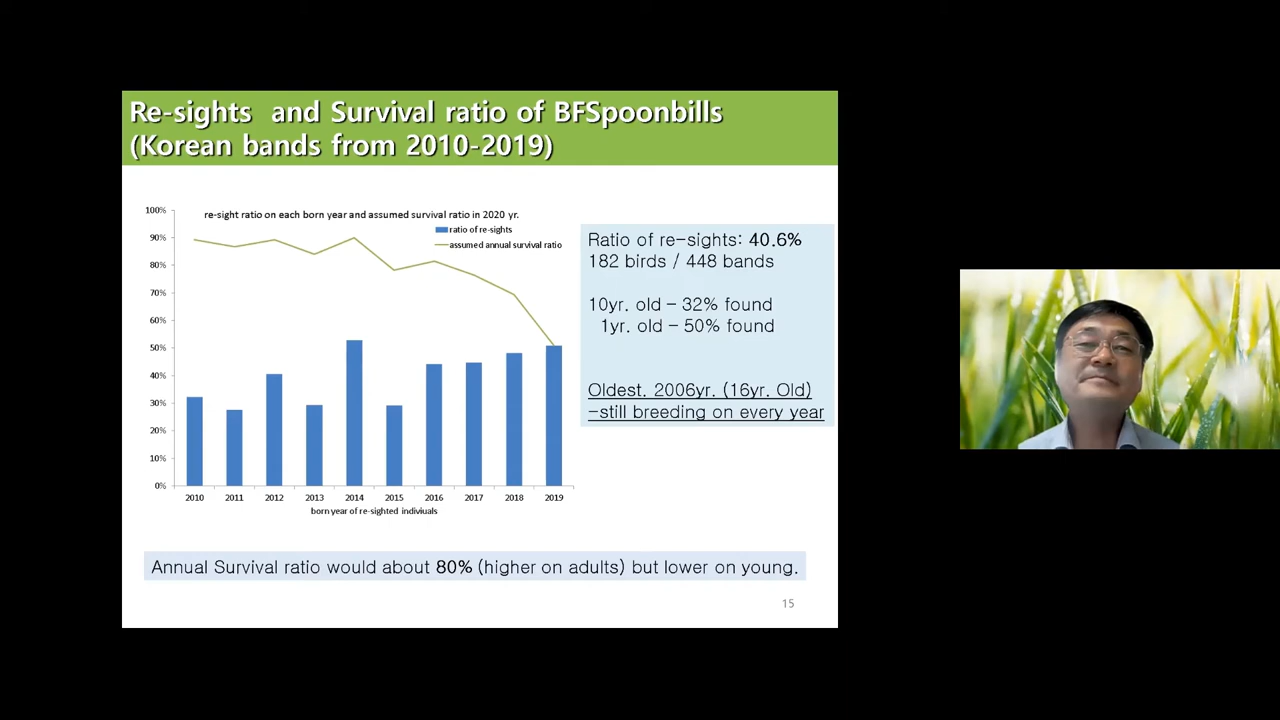 Re-sights and Survival ratio of BFSpoonbills
(Korean bands from 2010-2019)
re-sight ratio on each born year and assumed survival ratio in 2020 yr.
ratio of re-sights
assumed annual survival ratio
100%
90%
80%
70%
60%
50%
40%
30%
20%
10%
0%
2010 2011 2012 2013 2014 2015 2016 2017 2018 2019
born year of re-sighted indiviuals
Ratio of re-sights: 40.6%
182 birds / 448 bands
10yr. old - 32% found
1yr. old - 50% found
Oldest. 2006yr. (16yr. Old)
-still breeding on every year
Annual Survival ratio would about 80% (higher on adults) but lower on young.
15